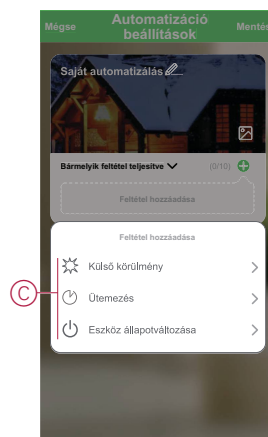 Mégse
Automatizáció
beállítások
Mentés
Saját automatizálás
Bármelyik feltétel teljesítve
(0/10)
Feltétel hozzáadása
Feltétel hozzáadása
C
Külső körülmény
Ütemezés
Eszköz állapotváltozása